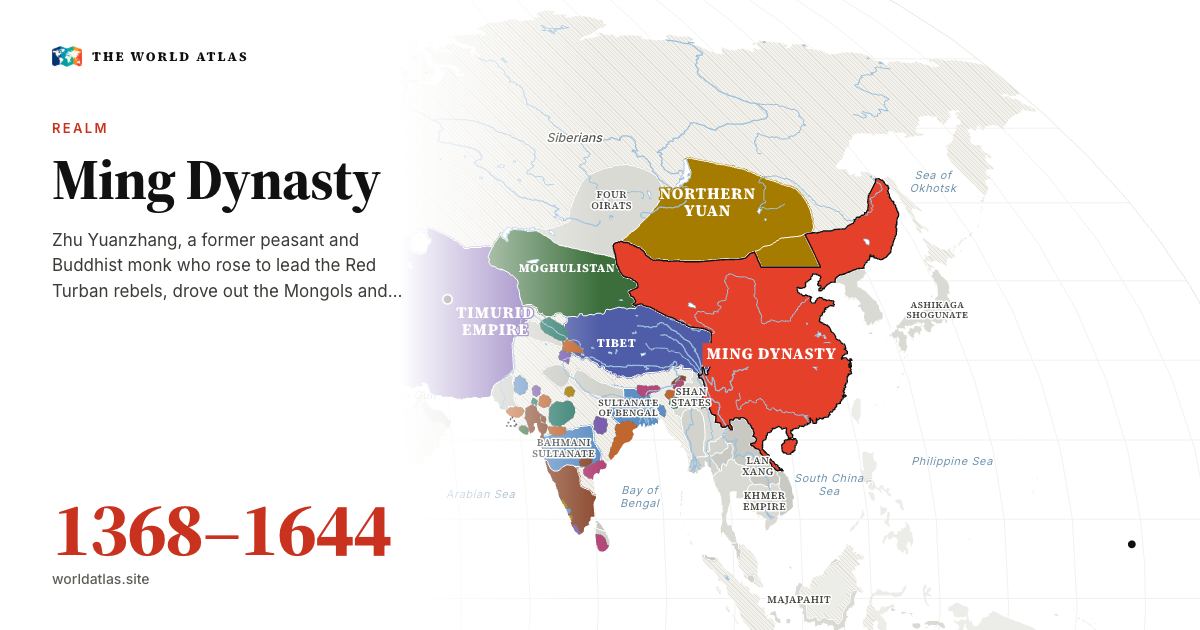 THE WORLD ATLAS
REALM
Ming Dynasty
Zhu Yuanzhang, a former peasant and
Buddhist monk who rose to lead the Red
Turban rebels, drove out the Mongols and...
1368–1644
worldatlas.site
Siberians
Sea of
Okhotsk
FOUR
OIRATS
NORTHERN
YUAN
MOGHULISTAN
TIMURID
EMPIRE
TIBET
MING DYNASTY
ASHIKAGA
SHOGUNATE
SHAN
STATES
SULTANATE
OF BENGAL
BAHMANI
SULTANATE
LAN
XANG
KHMER
EMPIRE
South China
Sea
Philippine Sea
Arabian Sea
Bay of
Bengal
MAJAPAHIT